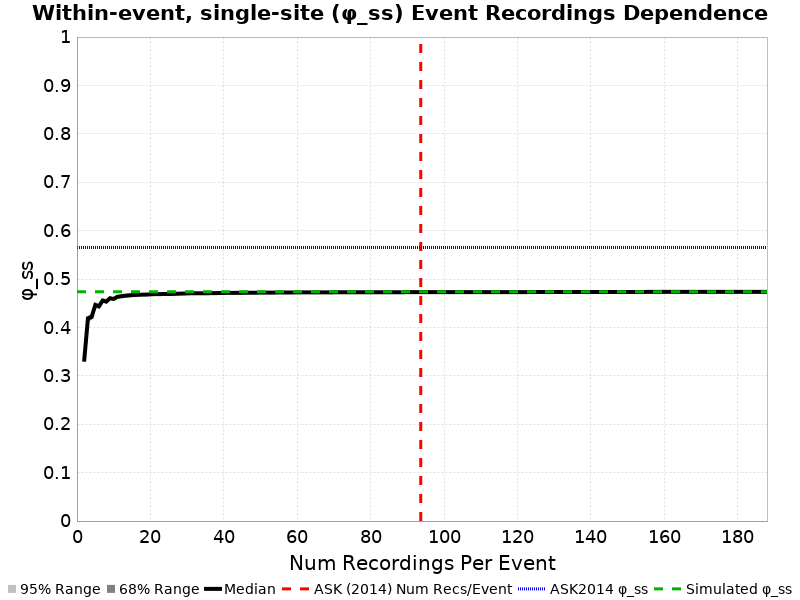 Within-event, single-site (φ_ss) Event Recordings Dependence
1
0.9
0.8
0.7
0.6
0.5
0.4
0.3
0.2
0.1
0
φ_ss
0 20 40 60 80 100 120 140 160 180
Num Recordings Per Event
95% Range 68% Range Median ASK (2014) Num Recs/Event ASK2014 φ_ss Simulated φ_ss